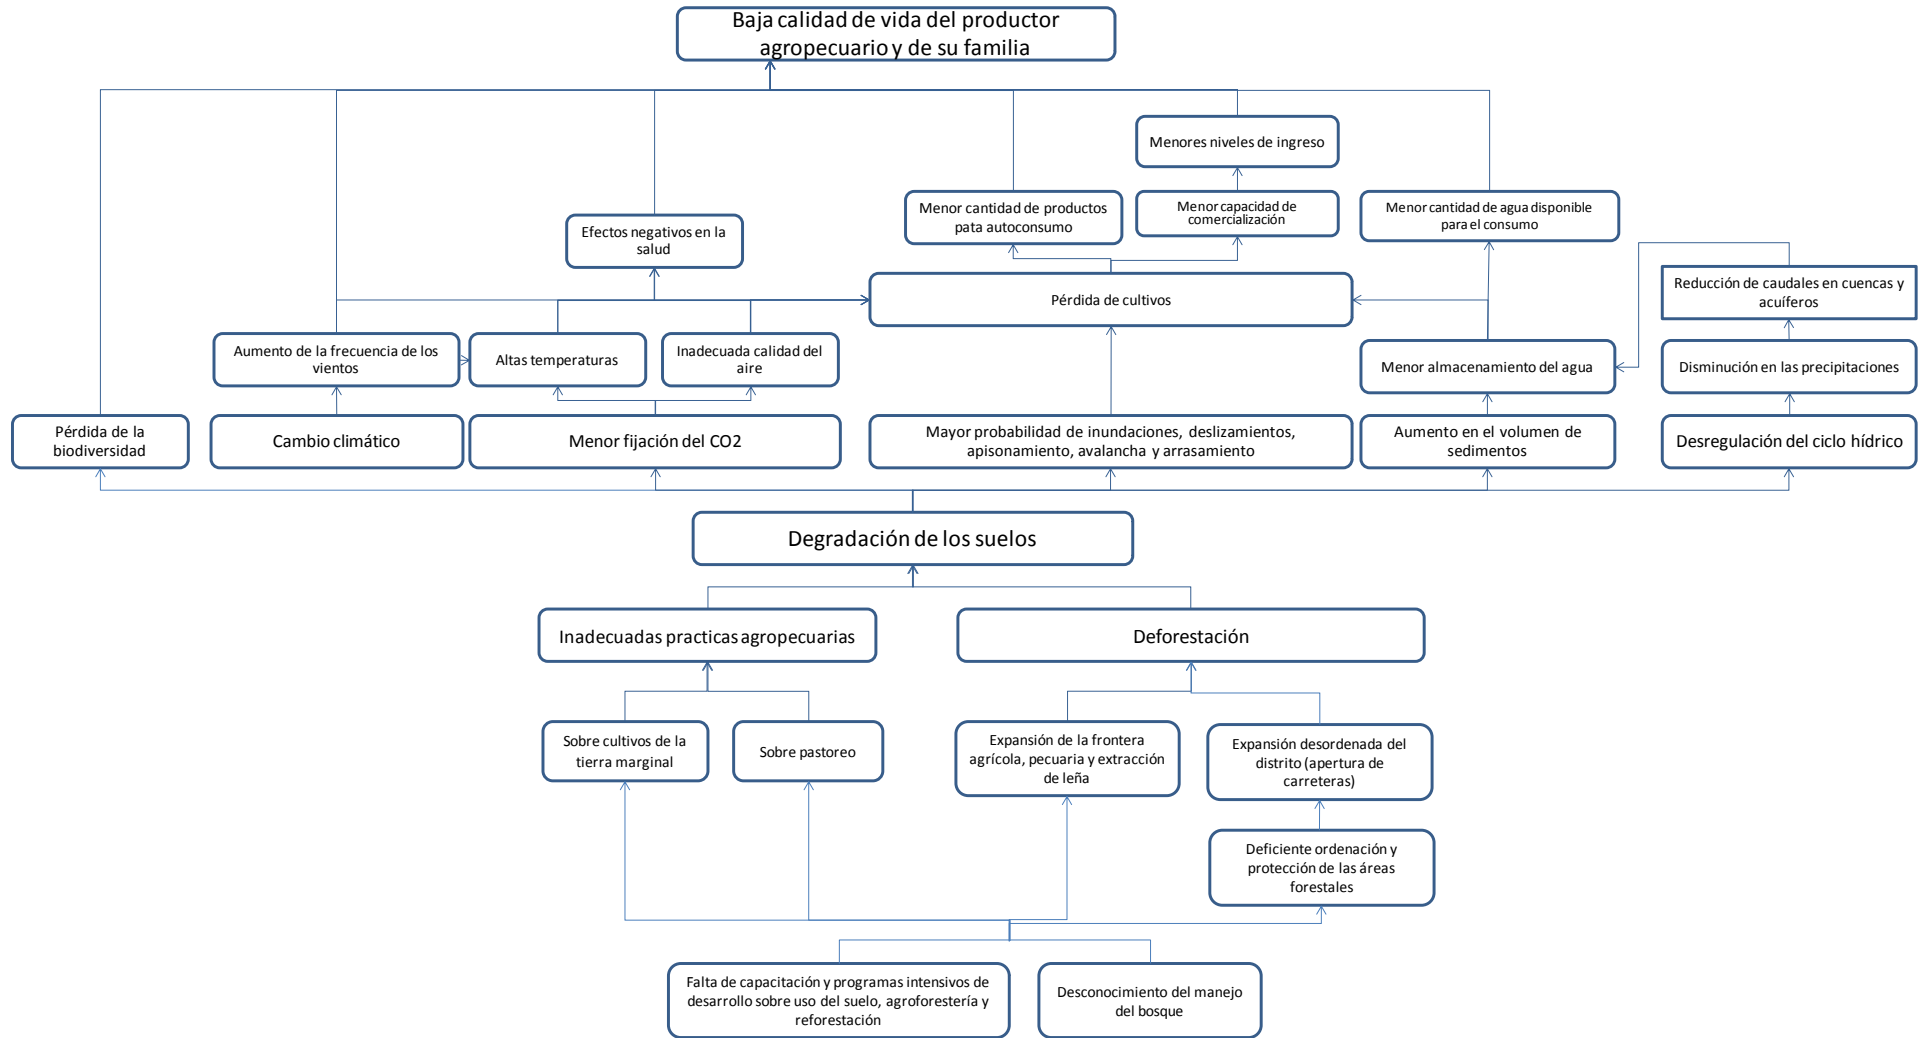 Baja calidad de vida del productor
agropecuario y de su familia
Menores niveles de ingreso
Menor cantidad de productos
pata autoconsumo
Menor capacidad de
comercialización
Menor cantidad de agua disponible
para el consumo
Efectos negativos en la
salud
Pérdida de cultivos
Reducción de caudales en cuencas y
acuíferos
Aumento de la frecuencia de los
vientos
Altas temperaturas
Inadecuada calidad del
aire
Menor almacenamiento del agua
Disminución en las precipitaciones
Pérdida de la
biodiversidad
Cambio climático
Menor fijación del CO2
Mayor probabilidad de inundaciones, deslizamientos,
apisonamiento, avalancha y arrasamiento
Aumento en el volumen de
sedimentos
Desregulación del ciclo hídrico
Degradación de los suelos
Inadecuadas practicas agropecuarias
Deforestación
Sobre cultivos de la
tierra marginal
Sobre pastoreo
Expansión de la frontera
agrícola, pecuaria y extracción
de leña
Expansión desordenada del
distrito (apertura de
carreteras)
Deficiente ordenación y
protección de las áreas
forestales
Falta de capacitación y programas intensivos de
desarrollo sobre uso del suelo, agroforestería y
reforestación
Desconocimiento del manejo
del bosque